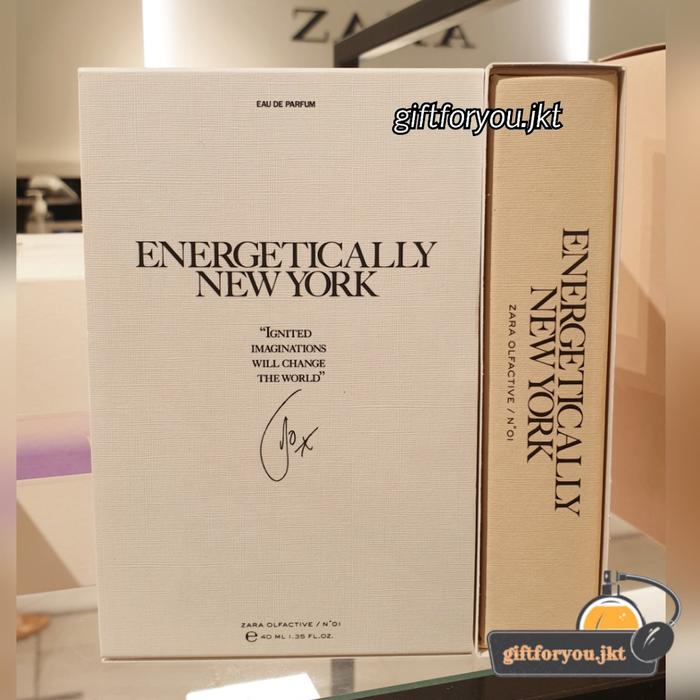 ZARA
EAU DE PARFUM
giftforyou.jkt
ENERGETICALLY
NEW YORK
“IGNITED
IMAGINATIONS
WILL CHANGE
THE WORLD”
Jo x
ZARA OLFACTIVE / N°01
e 40 ML 1.35 FL.OZ.
ENERGETICALLY
NEW YORK
ZARA OLFACTIVE / N°01
giftforyou.jkt